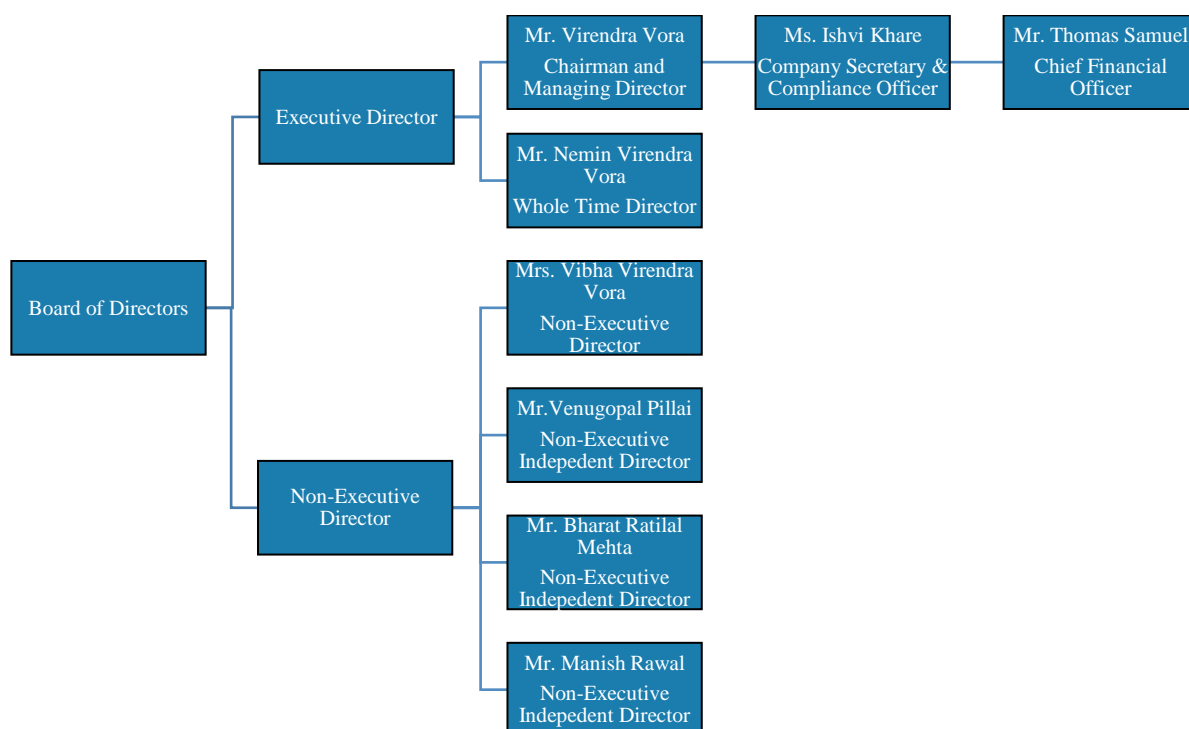 Board of Directors
Executive Director
Mr. Virendra Vora
Chairman and
Managing Director
Ms. Ishvi Khare
Company Secretary &
Compliance Officer
Mr. Thomas Samuel
Chief Financial
Officer
Mr. Nemin Virendra
Vora
Whole Time Director
Non-Executive
Director
Mrs. Vibha Virendra
Vora
Non-Executive
Director
Mr.Venugopal Pillai
Non-Executive
Indepedent Director
Mr. Bharat Ratilal
Mehta
Non-Executive
Indepedent Director
Mr. Manish Rawal
Non-Executive
Indepedent Director